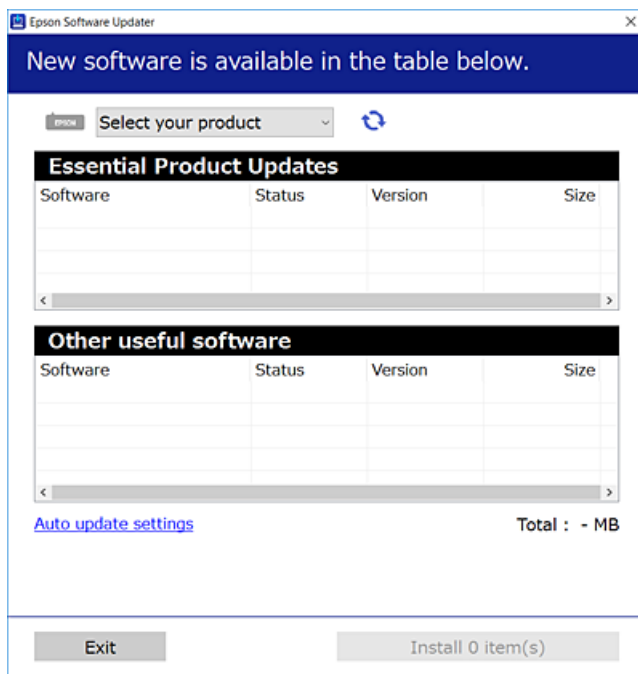 Epson Software Updater
New software is available in the table below.
EPSON Select your product
Essential Product Updates
Software Status Version Size
Other useful software
Software Status Version Size
Auto update settings Total : - MB
Exit Install 0 item(s)